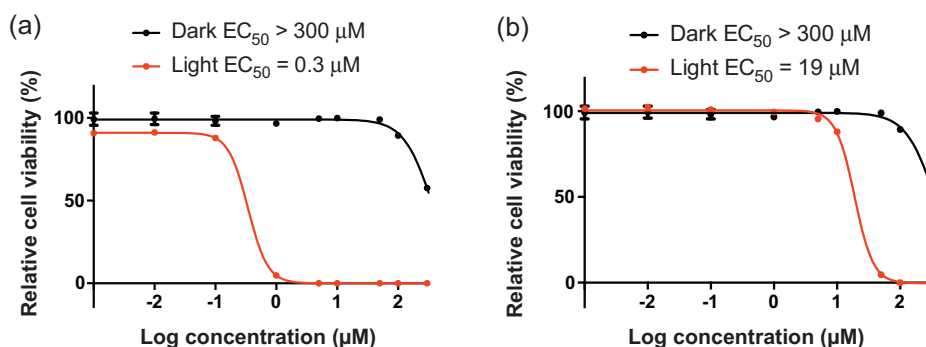 (a)
Dark EC50 > 300 µM
Light EC50 = 0.3 µM
Relative cell viability (%)
100
50
0
-2 -1 0 1 2
Log concentration (µM)
(b)
Dark EC50 > 300 µM
Light EC50 = 19 µM
Relative cell viability (%)
100
50
0
-2 -1 0 1 2
Log concentration (µM)